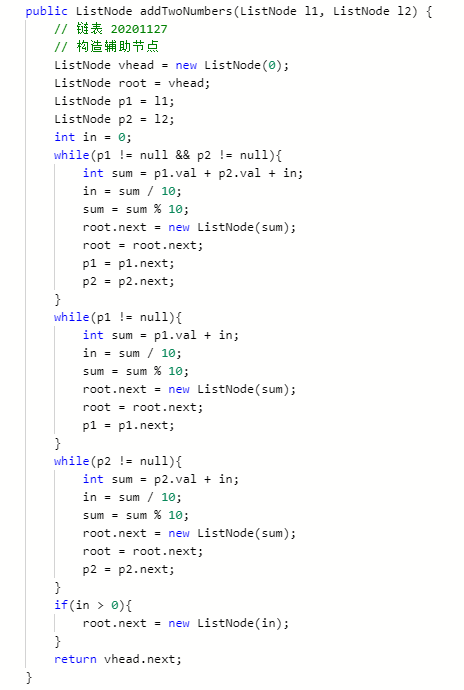 public ListNode addTwoNumbers(ListNode l1, ListNode l2) {
    // 链表 20201127
    // 构造辅助节点
    ListNode vhead = new ListNode(0);
    ListNode root = vhead;
    ListNode p1 = l1;
    ListNode p2 = l2;
    int in = 0;
    while(p1 != null && p2 != null){
        int sum = p1.val + p2.val + in;
        in = sum / 10;
        sum = sum % 10;
        root.next = new ListNode(sum);
        root = root.next;
        p1 = p1.next;
        p2 = p2.next;
    }
    while(p1 != null){
        int sum = p1.val + in;
        in = sum / 10;
        sum = sum % 10;
        root.next = new ListNode(sum);
        root = root.next;
        p1 = p1.next;
    }
    while(p2 != null){
        int sum = p2.val + in;
        in = sum / 10;
        sum = sum % 10;
        root.next = new ListNode(sum);
        root = root.next;
        p2 = p2.next;
    }
    if(in > 0){
        root.next = new ListNode(in);
    }
    return vhead.next;
}